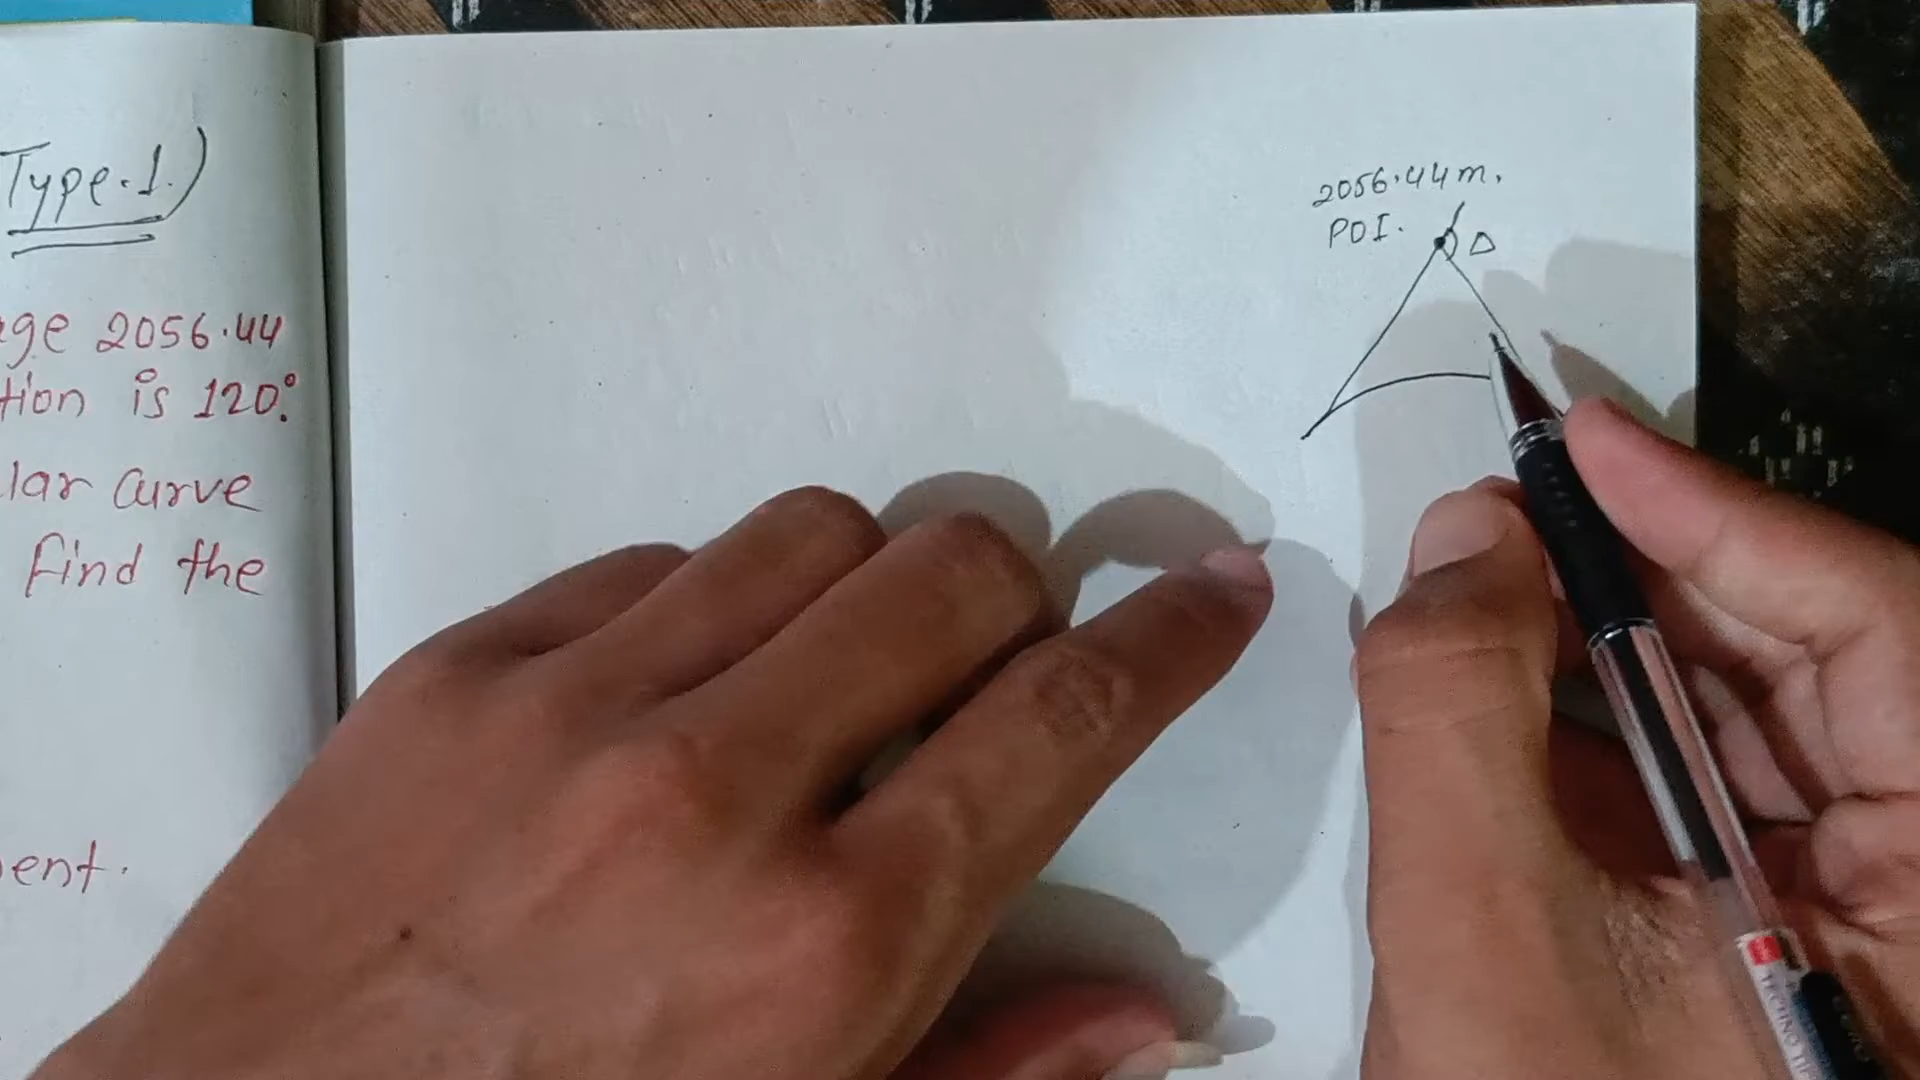 Type.1.)
ge 2056.44
tion is 120°.
lar curve
find the
ent.
2056.44m.
POI.
Δ